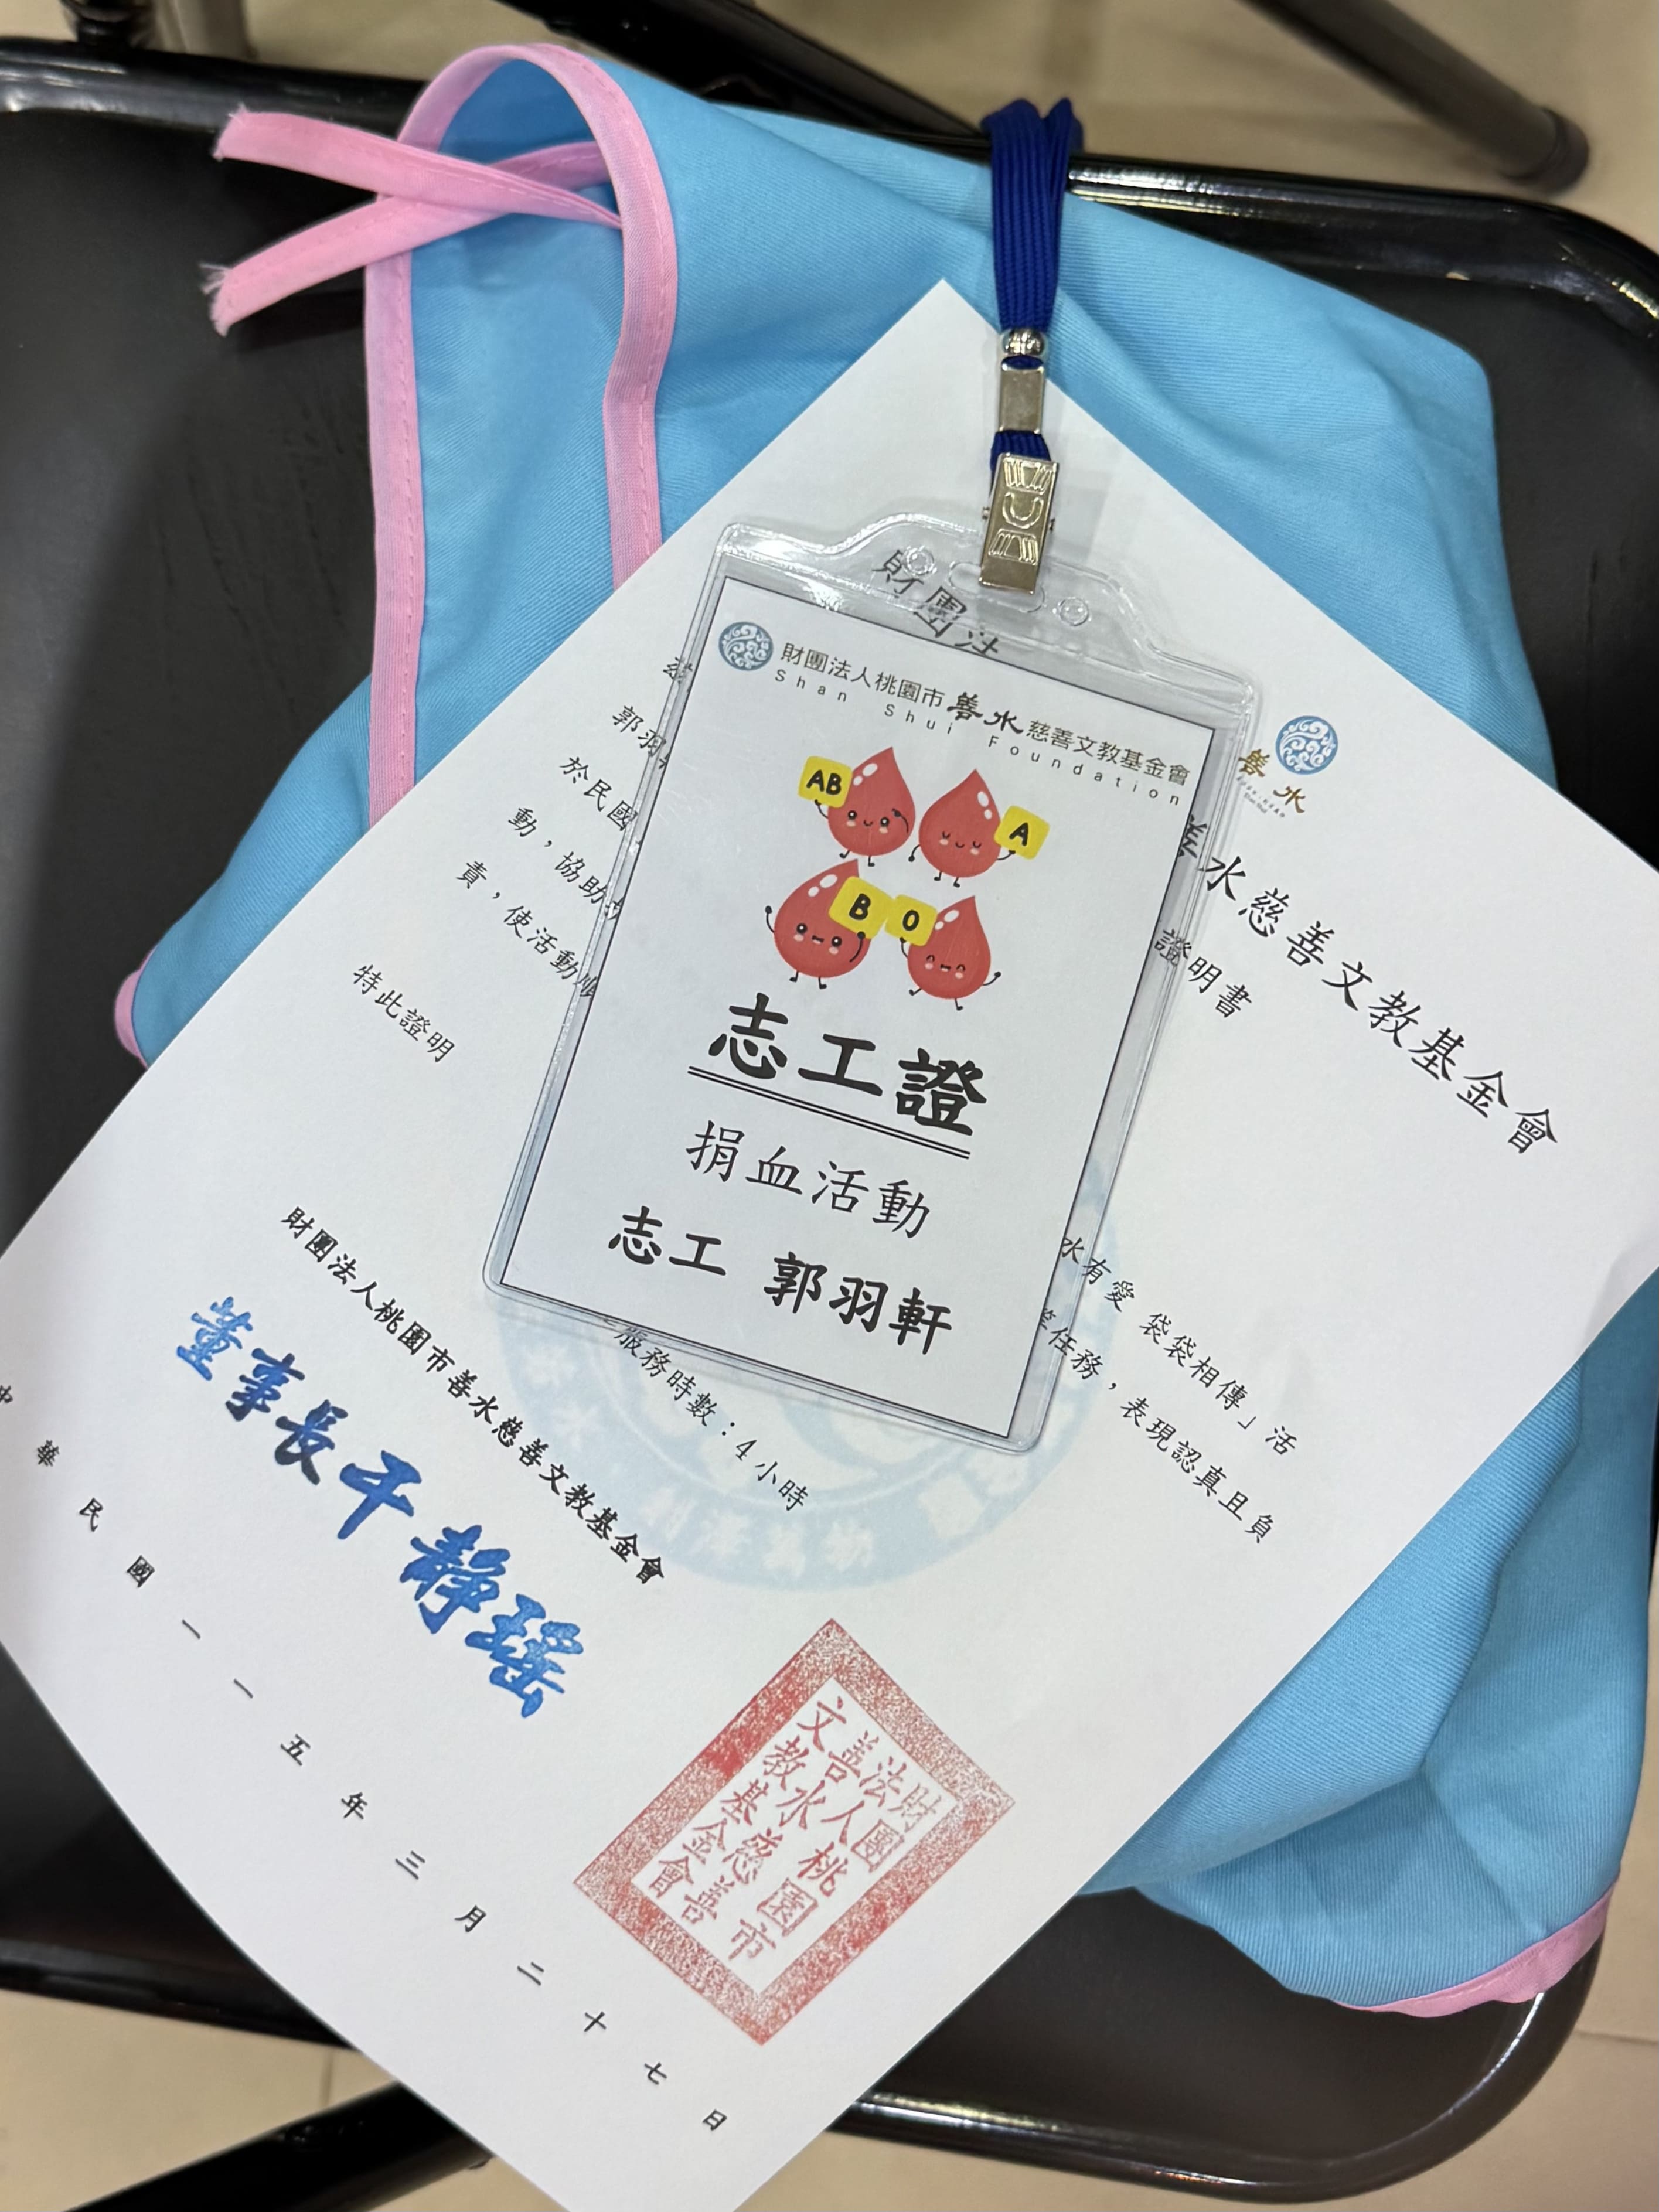 財團法人桃園市善水慈善文教基金會
Shan Shui Foundation
AB
A
B
O
志工證
捐血活動
志工 郭羽軒
善水
財團法
善水慈善文教基金會
證明書
茲
郭羽
於民國
水有愛 袋袋相傳」活
動，協助
等任務，表現認真且負
責，使活動順
服務時數：4小時
特此證明
財團法人桃園市善水慈善文教基金會
董事長 干靜瑶
中華民國一一五年三月二十七日
財團
法人桃園市
善水慈善
文教基金會